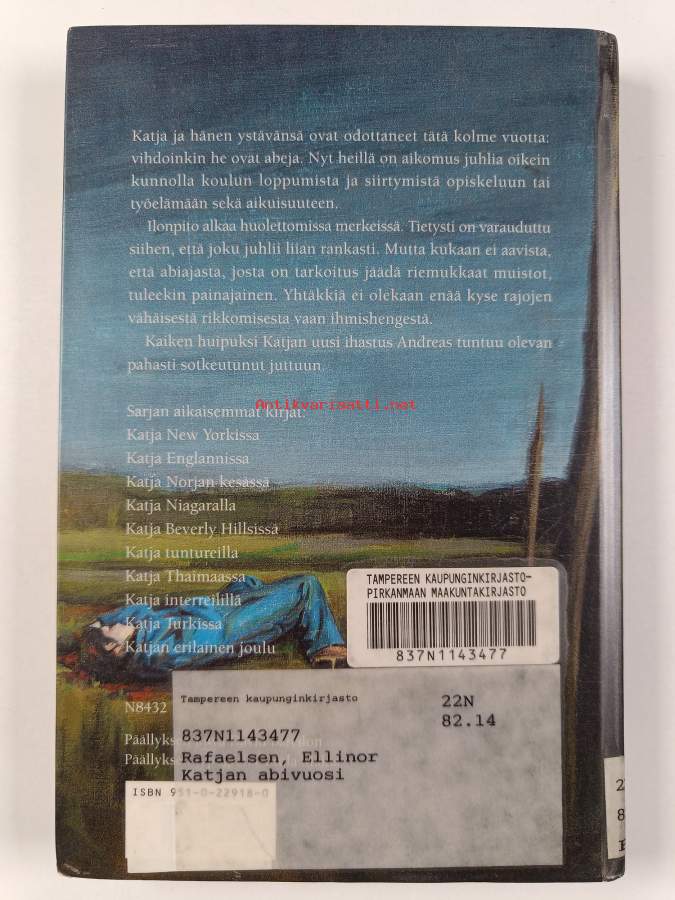 Katja ja hänen ystävänsä ovat odottaneet tätä kolme vuotta:
vihdoinkin he ovat abeja. Nyt heillä on aikomus juhlia oikein
kunnolla koulun loppumista ja siirtymistä opiskeluun tai
työelämään sekä aikuisuuteen.
Ilonpito alkaa huolettomissa merkeissä. Tietysti on varauduttu
siihen, että joku juhlii liian rankasti. Mutta kukaan ei aavista,
että abiajasta, josta on tarkoitus jäädä riemukkaat muistot,
tuleekin painajainen. Yhtäkkiä ei olekaan enää kyse rajojen
vähäisestä rikkomisesta vaan ihmishengestä.
Kaiken huipuksi Katjan uusi ihastus Andreas tuntuu olevan
pahasti sotkeutunut juttuun
Antikvariaatti.net
Sarjan aikaisemmat kirjat:
Katja New Yorkissa
Katja Englannissa
Katja Norjan kesässä
Katja Niagaralla
Katja Beverly Hillsissä
Katja tuntureilla
Katja Thaimaassa
Katja interreilillä
Katja Turkissa
Katjan erilainen joulu
TAMPEREEN KAUPUNGINKIRJASTO-
PIRKANMAAN MAAKUNTAKIRJASTO
837N1143477
N8432
Tampereen kaupunginkirjasto
22N
82.14
837N1143477
Rafaelsen, Ellinor
Katjan abivuosi
ISBN 951-0-22918-0